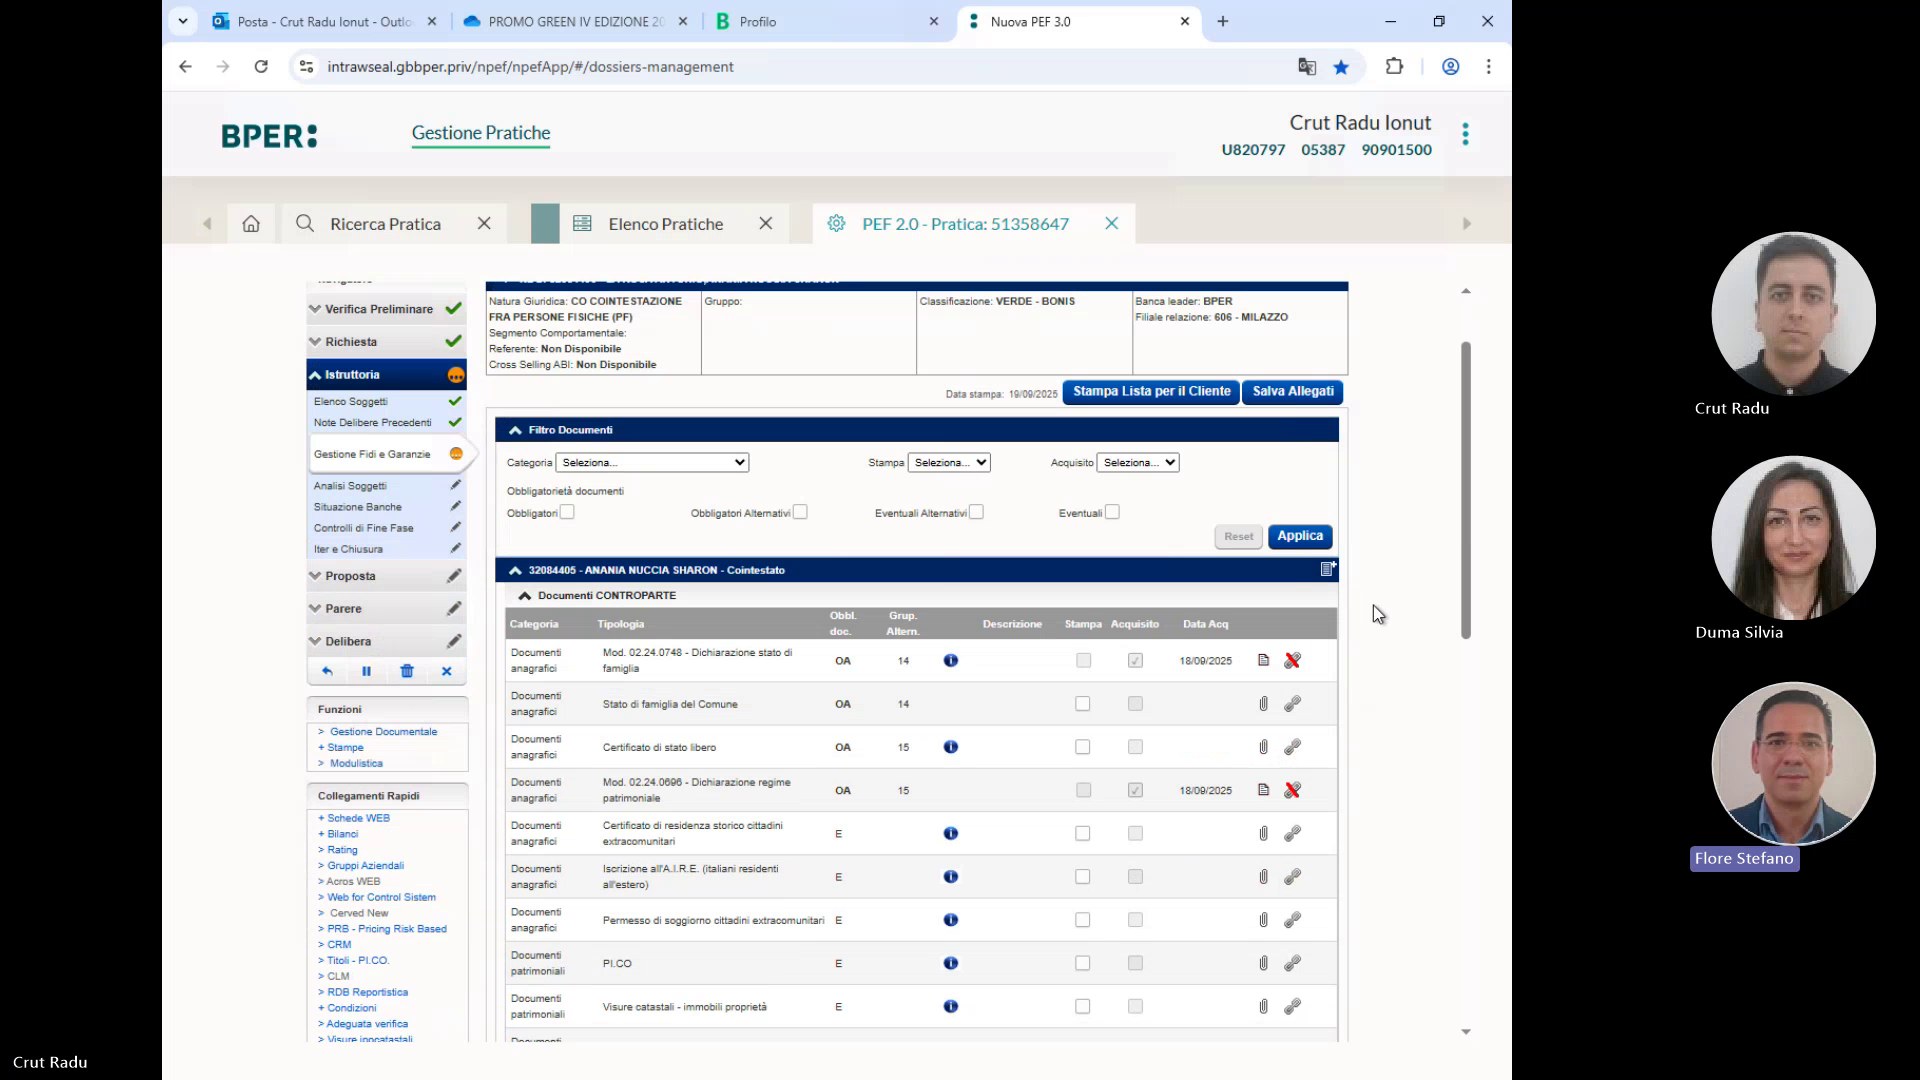 Posta - Crut Radu Ionut - Outlo
PROMO GREEN IV EDIZIONE 20
Profilo
Nuova PEF 3.0
intrawseal.gbbper.priv/npef/npefApp/#/dossiers-management
BPER:
Gestione Pratiche
Crut Radu Ionut
U820797 05387 90901500
Ricerca Pratica
Elenco Pratiche
PEF 2.0 - Pratica: 51358647
Verifica Preliminare
Richiesta
Istruttoria
Elenco Soggetti
Note Delibere Precedenti
Gestione Fidi e Garanzie
Analisi Soggetti
Situazione Banche
Controlli di Fine Fase
Iter e Chiusura
Proposta
Parere
Delibera
Funzioni
> Gestione Documentale
+ Stampe
> Modulistica
Collegamenti Rapidi
+ Schede WEB
+ Bilanci
> Rating
> Gruppi Aziendali
> Acros WEB
> Web for Control Sistem
> Cerved New
> PRB - Pricing Risk Based
> CRM
> Titoli - PI.CO.
> CLM
> RDB Reportistica
+ Condizioni
> Adeguata verifica
> Visure ipocatastali
Natura Giuridica: CO COINTESTAZIONE FRA PERSONE FISICHE (PF)
Segmento Comportamentale:
Referente: Non Disponibile
Cross Selling ABI: Non Disponibile
Gruppo:
Classificazione: VERDE - BONIS
Banca leader: BPER
Filiale relazione: 606 - MILAZZO
Data stampa: 19/09/2025
Stampa Lista per il Cliente
Salva Allegati
Filtro Documenti
Categoria Seleziona...
Stampa Seleziona...
Acquisito Seleziona...
Obbligatorietà documenti
Obbligatori
Obbligatori Alternativi
Eventuali Alternativi
Eventuali
Reset
Applica
32084405 - ANANIA NUCCIA SHARON - Cointestato
Documenti CONTROPARTE
Categoria Tipologia Obbl. doc. Grup. Altern. Descrizione Stampa Acquisito Data Acq
Documenti anagrafici Mod. 02.24.0748 - Dichiarazione stato di famiglia OA 14 18/09/2025
Documenti anagrafici Stato di famiglia del Comune OA 14
Documenti anagrafici Certificato di stato libero OA 15
Documenti anagrafici Mod. 02.24.0696 - Dichiarazione regime patrimoniale OA 15 18/09/2025
Documenti anagrafici Certificato di residenza storico cittadini extracomunitari E
Documenti anagrafici Iscrizione all'A.I.R.E. (italiani residenti all'estero) E
Documenti anagrafici Permesso di soggiorno cittadini extracomunitari E
Documenti patrimoniali PI.CO E
Documenti patrimoniali Visure catastali - immobili proprietà E
Crut Radu
Duma Silvia
Flore Stefano
Crut Radu